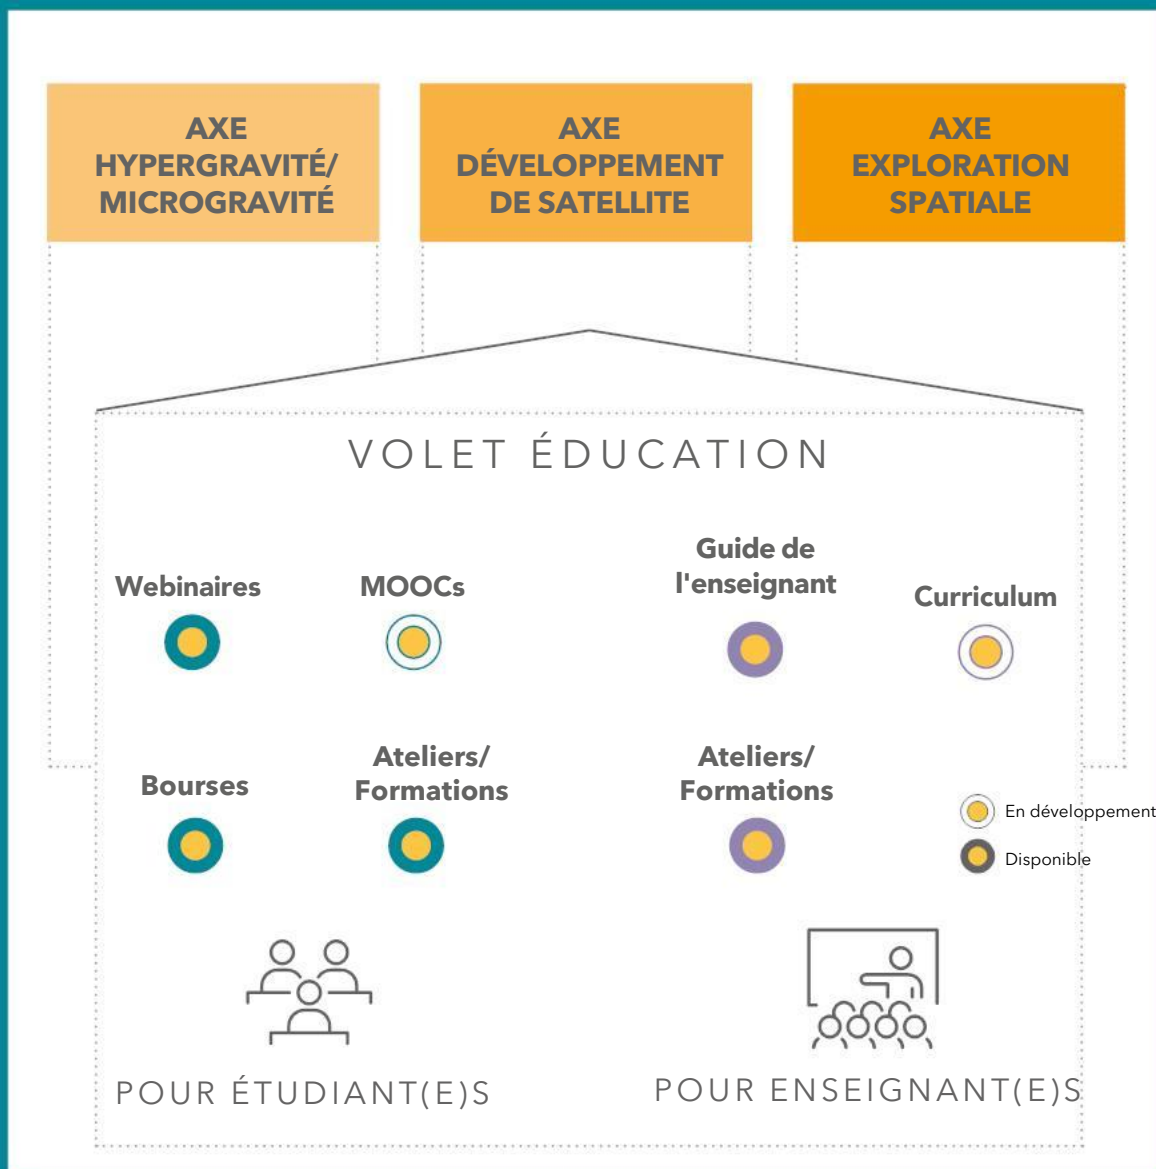 AXE
HYPERGRAVITÉ/
MICROGRAVITÉ
AXE
DÉVELOPPEMENT
DE SATELLITE
AXE
EXPLORATION
SPATIALE
VOLET ÉDUCATION
Webinaires
MOOCs
Guide de
l'enseignant
Curriculum
Bourses
Ateliers/
Formations
Ateliers/
Formations
En développement
Disponible
POUR ÉTUDIANT(E)S
POUR ENSEIGNANT(E)S